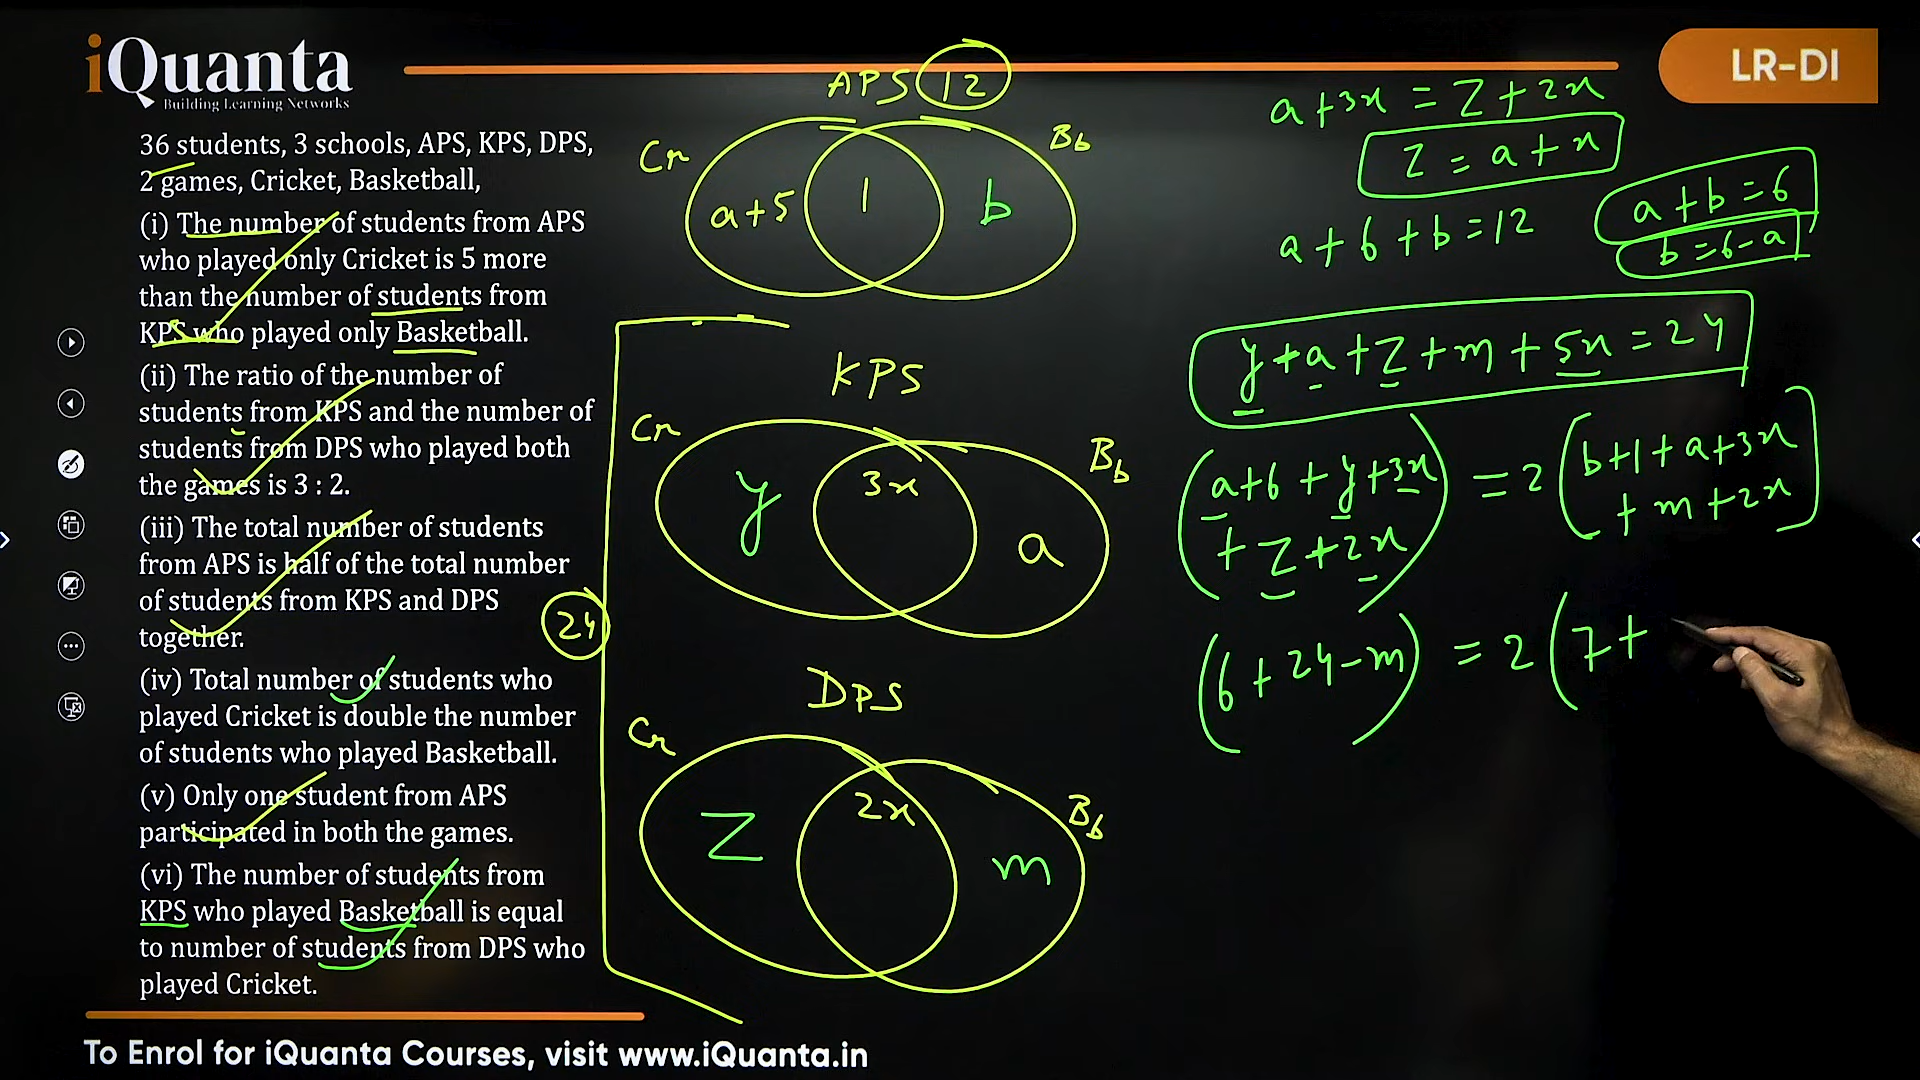 iQuanta
Building Learning Networks
LR-DI
36 students, 3 schools, APS, KPS, DPS,
2 games, Cricket, Basketball,
(i) The number of students from APS
who played only Cricket is 5 more
than the number of students from
KPS who played only Basketball.
(ii) The ratio of the number of
students from KPS and the number of
students from DPS who played both
the games is 3 : 2.
(iii) The total number of students
from APS is half of the total number
of students from KPS and DPS
together.
(iv) Total number of students who
played Cricket is double the number
of students who played Basketball.
(v) Only one student from APS
participated in both the games.
(vi) The number of students from
KPS who played Basketball is equal
to number of students from DPS who
played Cricket.
APS 12
Cr
Bb
a+5
1
b
24
KPS
Cr
Bb
y
3x
a
DPS
Cr
Bb
Z
2x
m
a+3x = Z+2x
Z = a+x
a+6+b=12
a+b=6
b=6-a
y+a+Z+m+5x=24
(a+6+y+3x
+Z+2x) = 2[b+1+a+3x
+m+2x]
(6+24-m) = 2(7+
To Enrol for iQuanta Courses, visit www.iQuanta.in